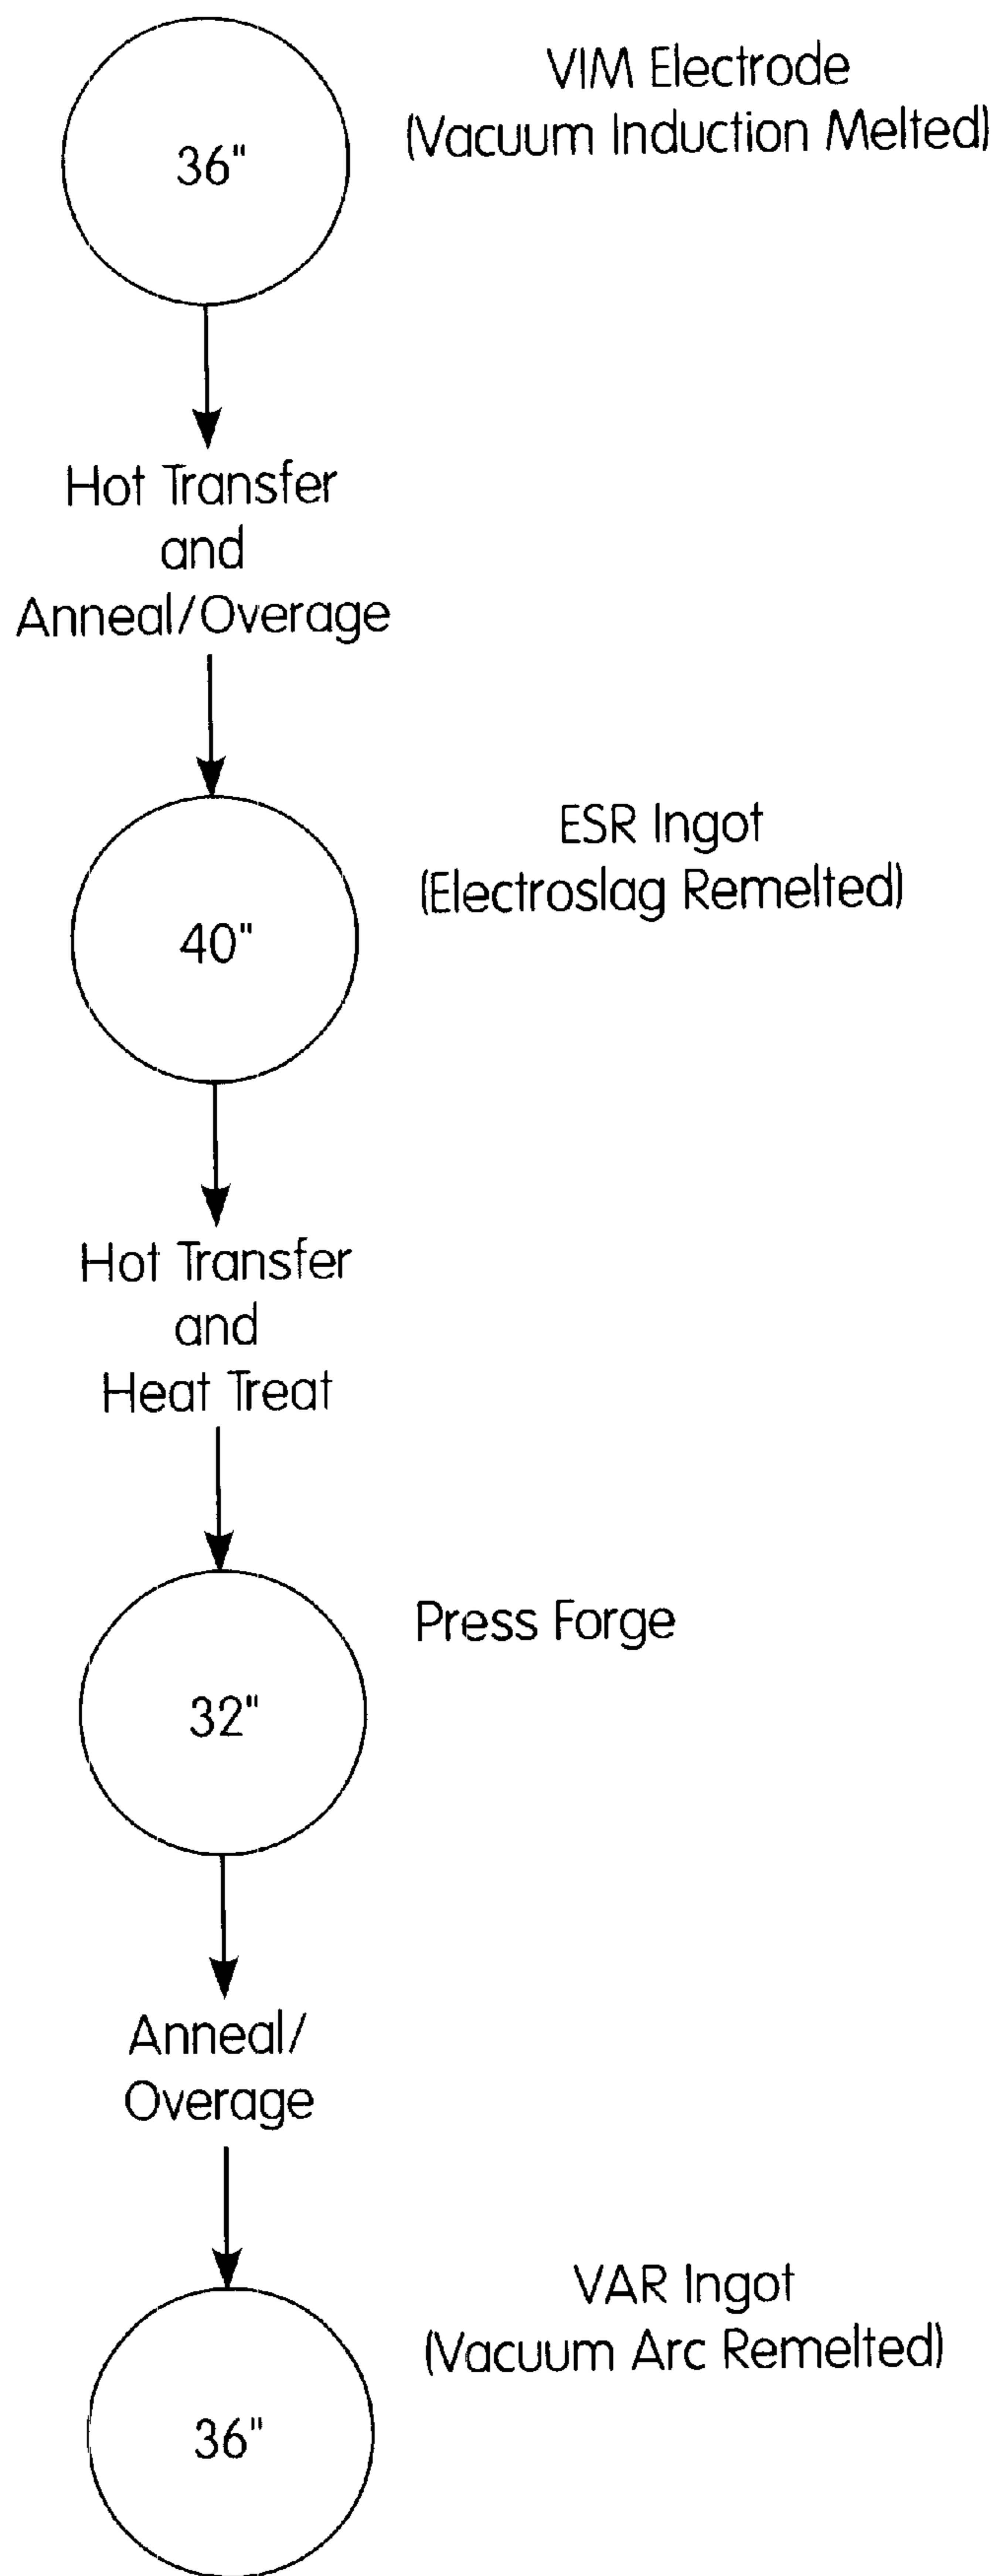 VIM Electrode
(Vacuum Induction Melted)
36"
Hot Transfer
and
Anneal/Overage
ESR Ingot
(Electroslag Remelted)
40"
Hot Transfer
and
Heat Treat
Press Forge
32"
Anneal/
Overage
VAR Ingot
(Vacuum Arc Remelted)
36"